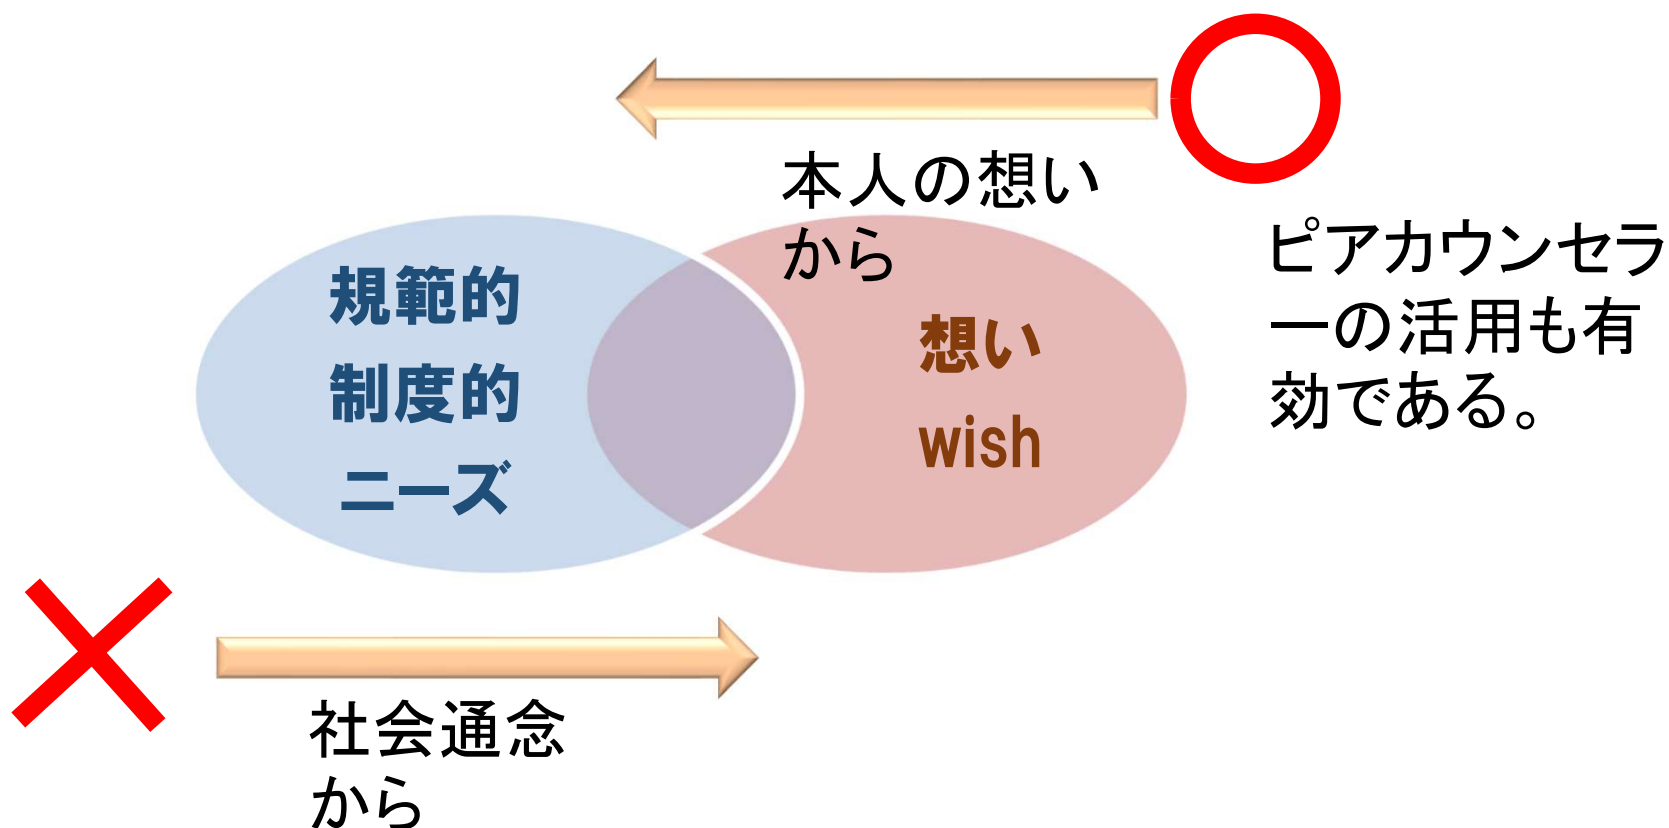 本人の想い
から
ピアカウンセラ
ーの活用も有
効である。
規範的
制度的
ニーズ
想い
wish
社会通念
から